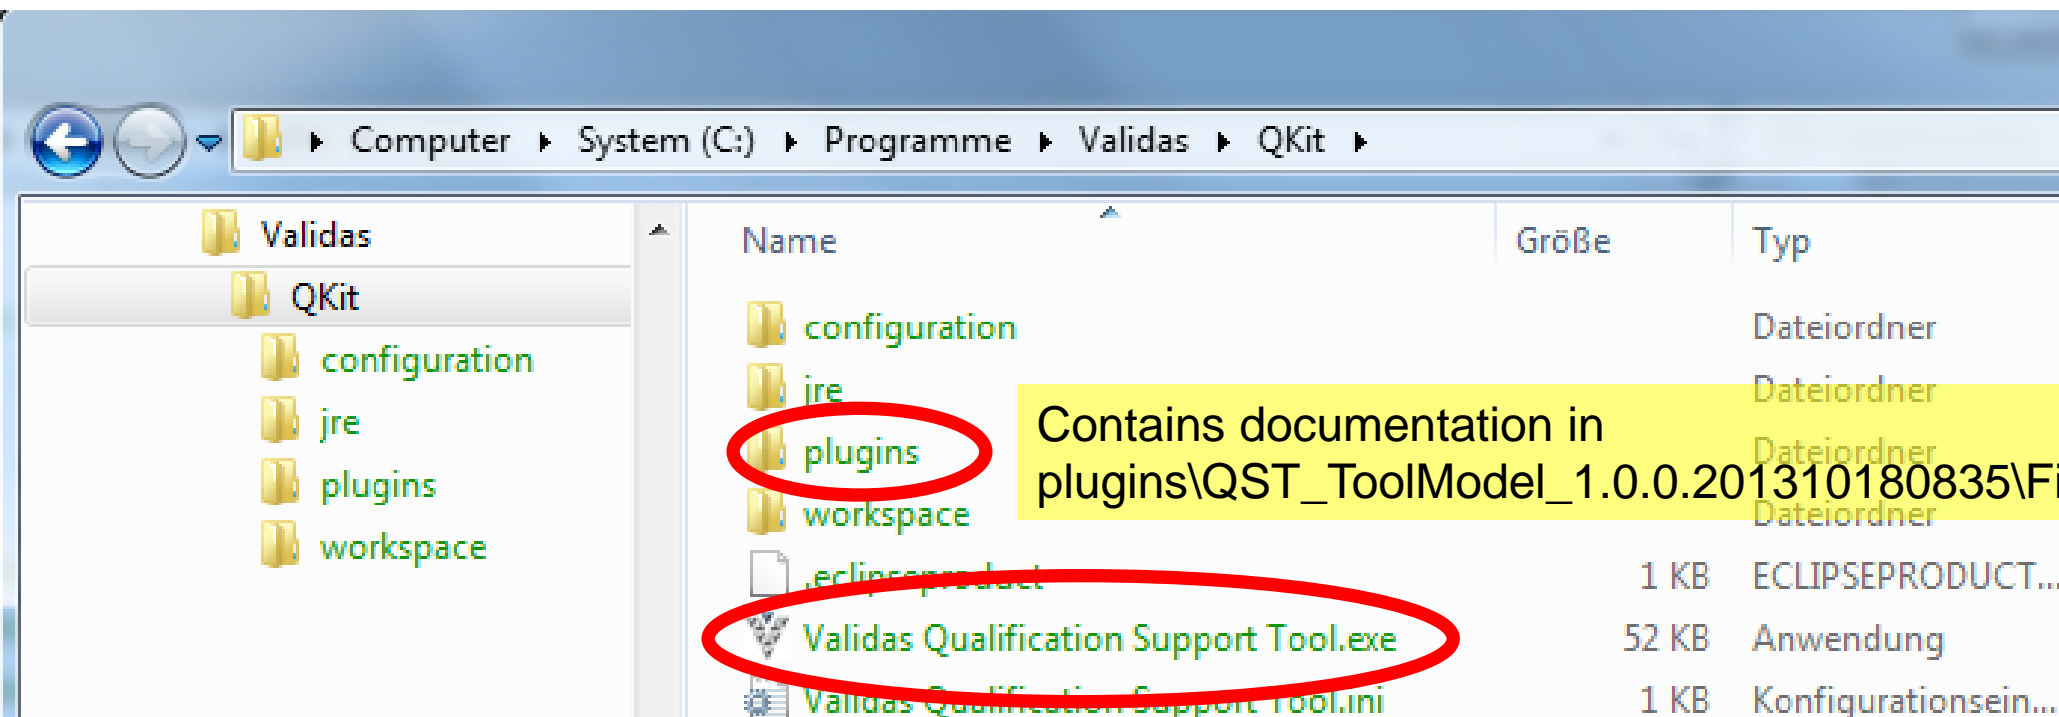 Computer System (C:) Programme Validas QKit
Validas
QKit
configuration
jre
plugins
workspace
Name Größe Typ
configuration Dateiordner
jre Dateiordner
plugins Dateiordner
workspace Dateiordner
.eclipseproduct 1 KB ECLIPSEPRODUCT...
Validas Qualification Support Tool.exe 52 KB Anwendung
Validas Qualification Support Tool.ini 1 KB Konfigurationsein...
Contains documentation in
plugins\QST_ToolModel_1.0.0.201310180835\Fi